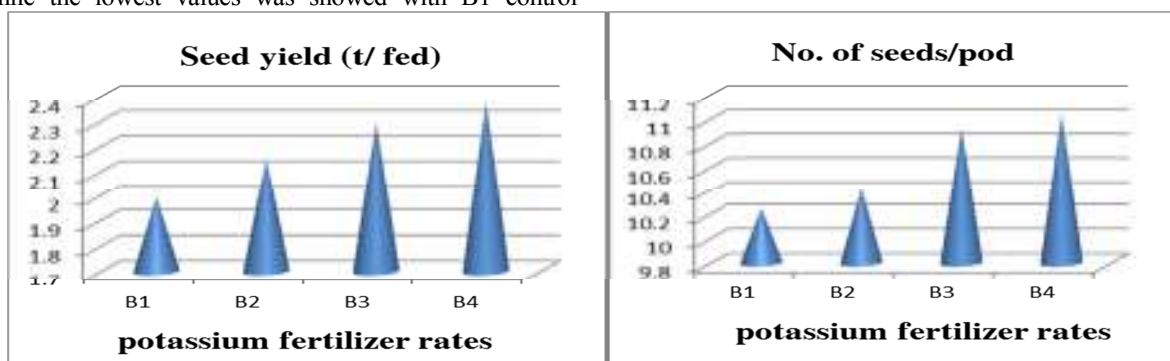 the lowest values was showed with B1 control
Seed yield (t/ fed)
2.4
2.3
2.2
2.1
2
1.9
1.8
1.7
B1 B2 B3 B4
potassium fertilizer rates
No. of seeds/pod
11.2
11
10.8
10.6
10.4
10.2
10
9.8
B1 B2 B3 B4
potassium fertilizer rates